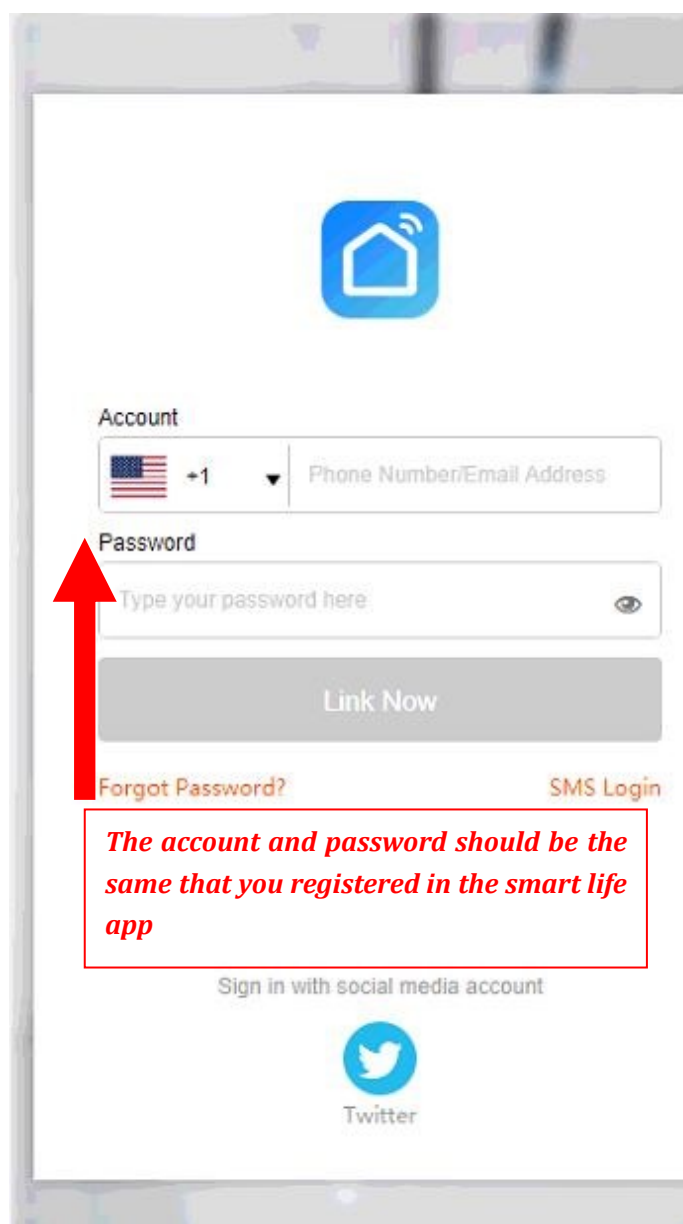 Account
+1 Phone Number/Email Address
Password
Type your password here
Link Now
Forgot Password? SMS Login
The account and password should be the
same that you registered in the smart life
app
Sign in with social media account
Twitter